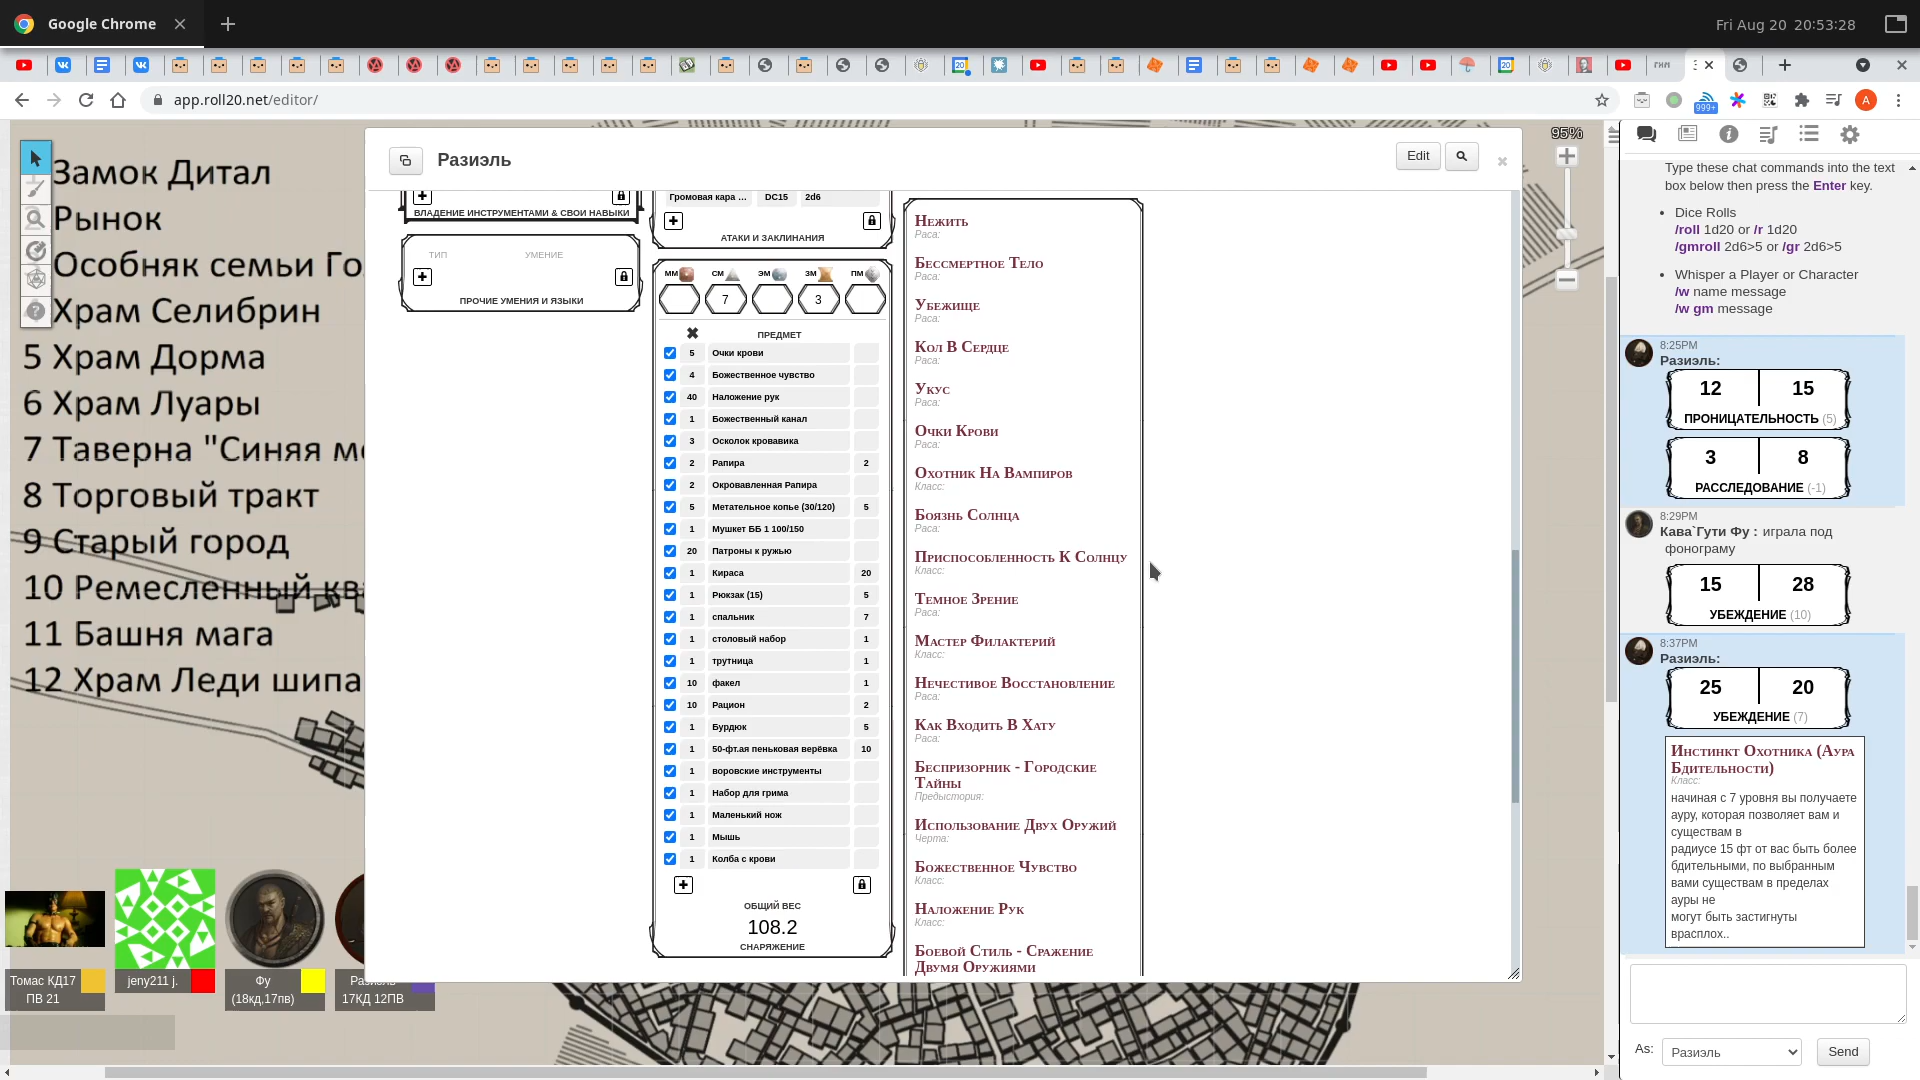 Google Chrome
Fri Aug 20 20:53:28
app.roll20.net/editor/
999+
A
95%
Замок Дитал
Рынок
Особняк семьи Го
Храм Селибрин
5 Храм Дорма
6 Храм Луары
7 Таверна "Синяя м
8 Торговый тракт
9 Старый город
10 Ремесленный кв
11 Башня мага
12 Храм Леди шипа
Томас КД17
ПВ 21
jeny211 j.
Фу
(18кд,17пв)
Разиэль
17КД 12ПВ
Разиэль
Edit
ВЛАДЕНИЕ ИНСТРУМЕНТАМИ & СВОИ НАВЫКИ
ТИП УМЕНИЕ
ПРОЧИЕ УМЕНИЯ И ЯЗЫКИ
Громовая кара ... DC15 2d6
АТАКИ И ЗАКЛИНАНИЯ
ММ СМ ЭМ ЗМ ПМ
7 3
ПРЕДМЕТ
5 Очки крови
4 Божественное чувство
40 Наложение рук
1 Божественный канал
3 Осколок кровавика
2 Рапира 2
2 Окровавленная Рапира
5 Метательное копье (30/120) 5
1 Мушкет ББ 1 100/150
20 Патроны к ружью
1 Кираса 20
1 Рюкзак (15) 5
1 спальник 7
1 столовый набор 1
1 трутница 1
10 факел 1
10 Рацион 2
1 Бурдюк 5
1 50-фт.ая пеньковая верёвка 10
1 воровские инструменты
1 Набор для грима
1 Маленький нож
1 Мышь
1 Колба с крови
ОБЩИЙ ВЕС
108.2
СНАРЯЖЕНИЕ
Нежить
Раса:
Бессмертное Тело
Раса:
Убежище
Раса:
Кол В Сердце
Раса:
Укус
Раса:
Очки Крови
Раса:
Охотник На Вампиров
Класс:
Боязнь Солнца
Раса:
Приспособленность К Солнцу
Класс:
Темное Зрение
Раса:
Мастер Филактерий
Класс:
Нечестивое Восстановление
Раса:
Как Входить В Хату
Раса:
Беспризорник - Городские
Тайны
Предыстория:
Использование Двух Оружий
Черта:
Божественное Чувство
Класс:
Наложение Рук
Класс:
Боевой Стиль - Сражение
Двумя Оружиями
Type these chat commands into the text
box below then press the Enter key.
Dice Rolls
/roll 1d20 or /r 1d20
/gmroll 2d6>5 or /gr 2d6>5
Whisper a Player or Character
/w name message
/w gm message
8:25PM
Разиэль:
12 15
ПРОНИЦАТЕЛЬНОСТЬ (5)
3 8
РАССЛЕДОВАНИЕ (-1)
8:29PM
Кава`Гути Фу : играла под
фонограму
15 28
УБЕЖДЕНИЕ (10)
8:37PM
Разиэль:
25 20
УБЕЖДЕНИЕ (7)
Инстинкт Охотника (Аура
Бдительности)
Класс:
начиная с 7 уровня вы получаете
ауру, которая позволяет вам и
существам в
радиусе 15 фт от вас быть более
бдительными, по выбранным
вами существам в пределах
ауры не
могут быть застигнуты
врасплох..
As: Разиэль Send